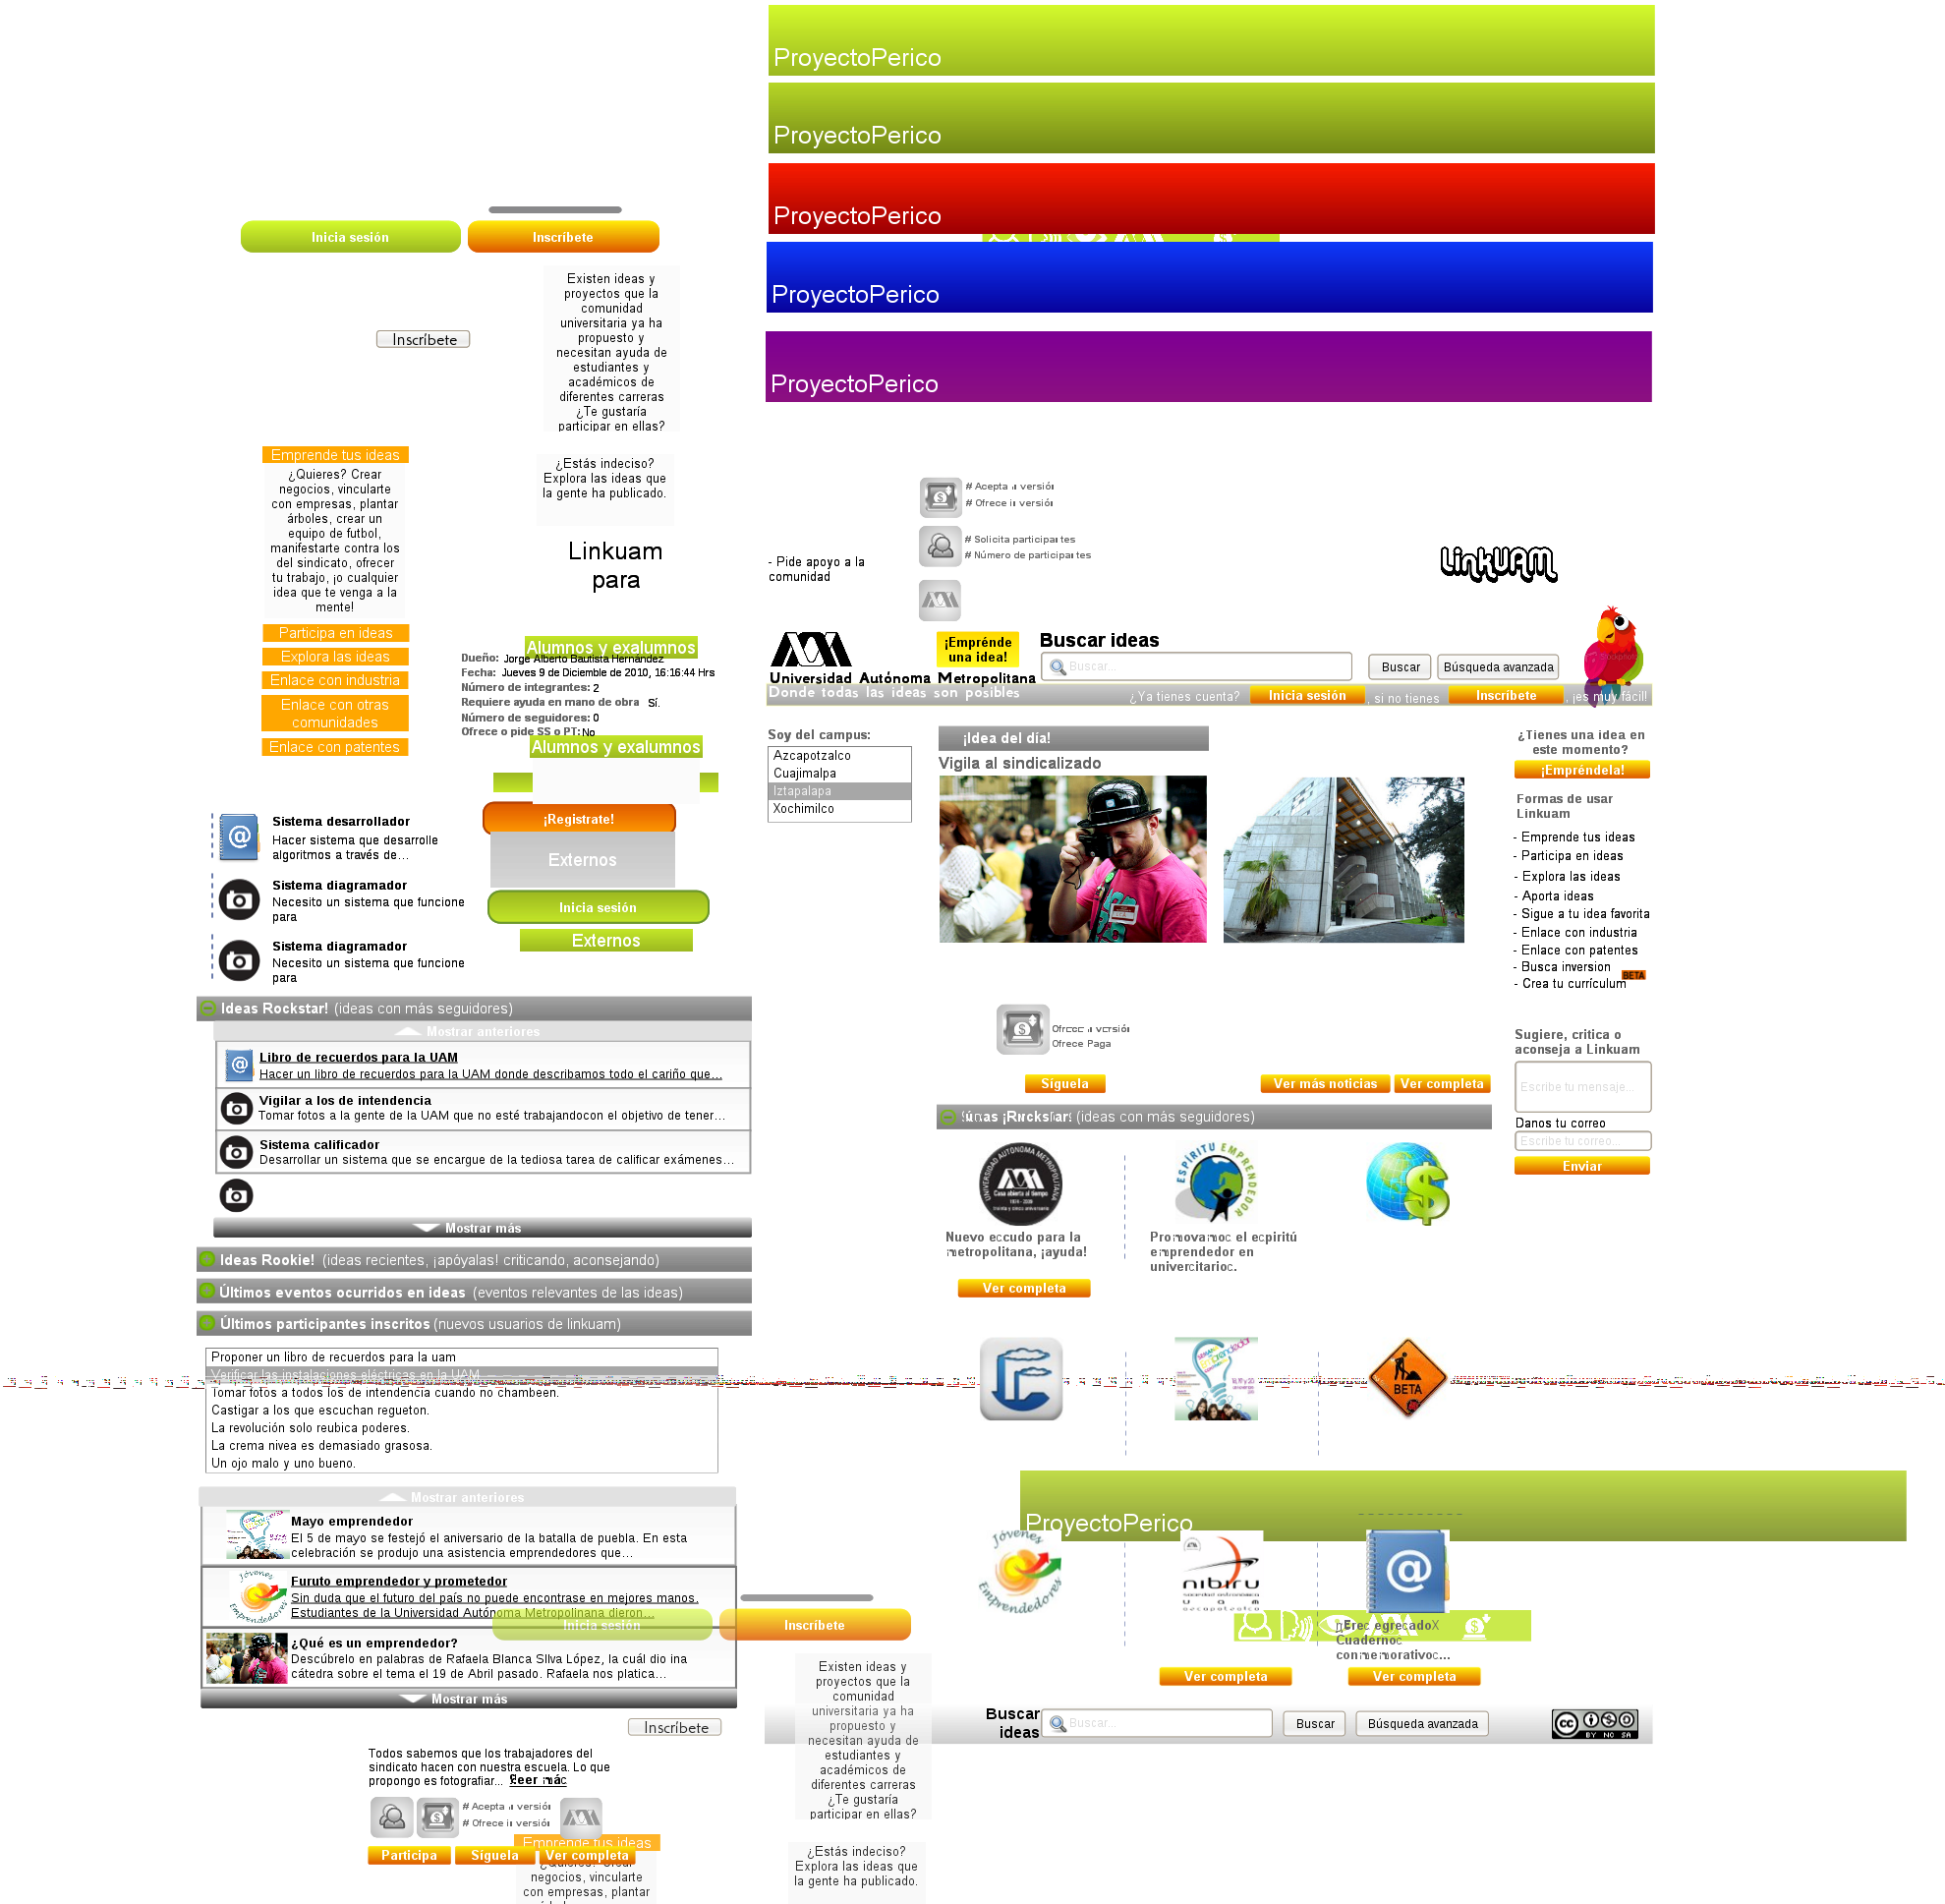 ProyectoPerico
ProyectoPerico
ProyectoPerico
ProyectoPerico
ProyectoPerico
Inicia sesión
Inscríbete
Existen ideas y
proyectos que la
comunidad
universitaria ya ha
propuesto y
necesitan ayuda de
estudiantes y
académicos de
diferentes carreras
¿Te gustaría
participar en ellas?
Inscríbete
Emprende tus ideas
¿Quieres? Crear
negocios, vincularte
con empresas, plantar
árboles, crear un
equipo de futbol,
manifestarte contra los
del sindicato, ofrecer
tu trabajo, ¡o cualquier
idea que te venga a la
mente!
¿Estás indeciso?
Explora las ideas que
la gente ha publicado.
Linkuam
para
Participa en ideas
Explora las ideas
Enlace con industria
Enlace con otras
comunidades
Enlace con patentes
Alumnos y exalumnos
Dueño: Jorge Alberto Bautista Hernández
Fecha: Jueves 9 de Diciembre de 2010, 16:16:44 Hrs
Número de integrantes: 2
Requiere ayuda en mano de obra Sí.
Número de seguidores: 0
Ofrece o pide SS o PT: No
Alumnos y exalumnos
¡Registrate!
Externos
Inicia sesión
Externos
Sistema desarrollador
Hacer sistema que desarrolle
algoritmos a través de...
Sistema diagramador
Necesito un sistema que funcione
para
Sistema diagramador
Necesito un sistema que funcione
para
Ideas Rockstar! (ideas con más seguidores)
Mostrar anteriores
Libro de recuerdos para la UAM
Hacer un libro de recuerdos para la UAM donde describamos todo el cariño que...
Vigilar a los de intendencia
Tomar fotos a la gente de la UAM que no esté trabajandocon el objetivo de tener...
Sistema calificador
Desarrollar un sistema que se encargue de la tediosa tarea de calificar exámenes...
Mostrar más
Ideas Rookie! (ideas recientes, ¡apóyalas! criticando, aconsejando)
Últimos eventos ocurridos en ideas (eventos relevantes de las ideas)
Últimos participantes inscritos (nuevos usuarios de linkuam)
Proponer un libro de recuerdos para la uam
Verificar las instalaciones eléctricas en la UAM
Tomar fotos a todos los de intendencia cuando no chambeen.
Castigar a los que escuchan regueton.
La revolución solo reubica poderes.
La crema nivea es demasiado grasosa.
Un ojo malo y uno bueno.
Mostrar anteriores
Mayo emprendedor
El 5 de mayo se festejó el aniversario de la batalla de puebla. En esta
celebración se produjo una asistencia emprendedores que...
Furuto emprendedor y prometedor
Sin duda que el futuro del país no puede encontrase en mejores manos.
Estudiantes de la Universidad Autónoma Metropolinana dieron...
¿Qué es un emprendedor?
Descúbrelo en palabras de Rafaela Blanca SIlva López, la cuál dio ina
cátedra sobre el tema el 19 de Abril pasado. Rafaela nos platica...
Mostrar más
Inicia sesión
Inscríbete
Inscríbete
Todos sabemos que los trabajadores del
sindicato hacen con nuestra escuela. Lo que
propongo es fotografiar...
# Acepta
# Ofrece
Emprende tus ideas
Participa
Síguela
Ver completa
¿Quieres? Crear
negocios, vincularte
con empresas, plantar
Existen ideas y
proyectos que la
comunidad
universitaria ya ha
propuesto y
necesitan ayuda de
estudiantes y
académicos de
diferentes carreras
¿Te gustaría
participar en ellas?
¿Estás indeciso?
Explora las ideas que
la gente ha publicado.
# Acepta
# Ofrece
# Solicita participantes
# Número de participantes
- Pide apoyo a la
comunidad
LinkUAM
Universidad Autónoma Metropolitana
¡Emprénde
una idea!
Buscar ideas
Buscar...
Buscar
Búsqueda avanzada
Donde todas las ideas son posibles
¿Ya tienes cuenta?
Inicia sesión
, si no tienes
Inscríbete
, ¡es muy fácil!
Soy del campus:
Azcapotzalco
Cuajimalpa
Iztapalapa
Xochimilco
¡Idea del día!
Vigila al sindicalizado
¿Tienes una idea en
este momento?
¡Empréndela!
Formas de usar
Linkuam
- Emprende tus ideas
- Participa en ideas
- Explora las ideas
- Aporta ideas
- Sigue a tu idea favorita
- Enlace con industria
- Enlace con patentes
- Busca inversion
BETA
- Crea tu currículum
Ofrece Paga
Síguela
Ver más noticias
Ver completa
(ideas con más seguidores)
Sugiere, critica o
aconseja a Linkuam
Escribe tu mensaje...
Danos tu correo
Escribe tu correo...
Enviar
UNIVERSIDAD AUTONOMA METROPOLITANA
Casa abierta al tiempo
ESPÍRITU EMPRENDEDOR
Nuevo escudo para la
metropolitana, ¡ayuda!
Promovamos el espiritú
emprendedor en
universitarios.
Ver completa
BETA
ProyectoPerico
Jóvenes
Emprendedores
nibiru
Cuadernos
conmemorativos...
Ver completa
Ver completa
Buscar
ideas
Buscar...
Buscar
Búsqueda avanzada
cc
BY NC SA